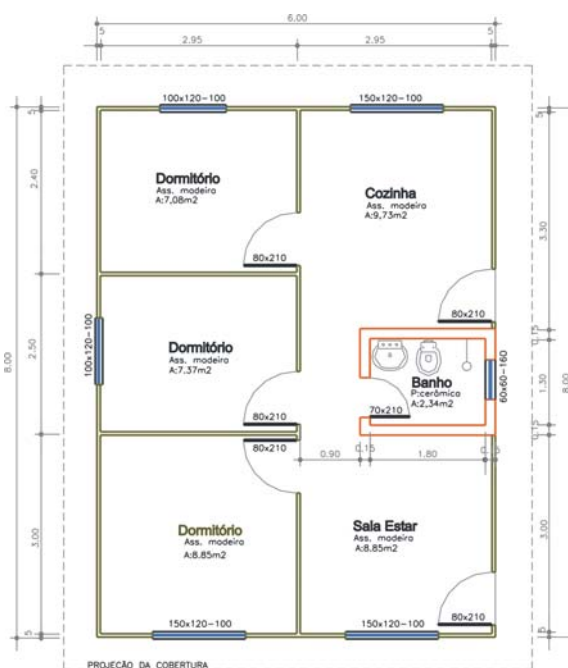 6.00
5
2.95
2.95
5
100x120-100
150x120-100
5
2.40
2.50
3.00
5
8.00
Dormitório
Ass. madeira
A:7,08m2
80x210
Cozinha
Ass. madeira
A:9,73m2
80x210
5
3.30
0.15
1.30
0.15
3.00
5
8.00
100x120-100
Dormitório
Ass. madeira
A:7.37m2
80x210
Banho
P:cerâmica
A:2,34m2
70x210
60x60-160
80x210
0.90
0.15
1.80
Dormitório
Ass. madeira
A:8.85m2
Sala Estar
Ass. madeira
A:8.85m2
80x210
150x120-100
150x120-100
PROJEÇÃO DA COBERTURA